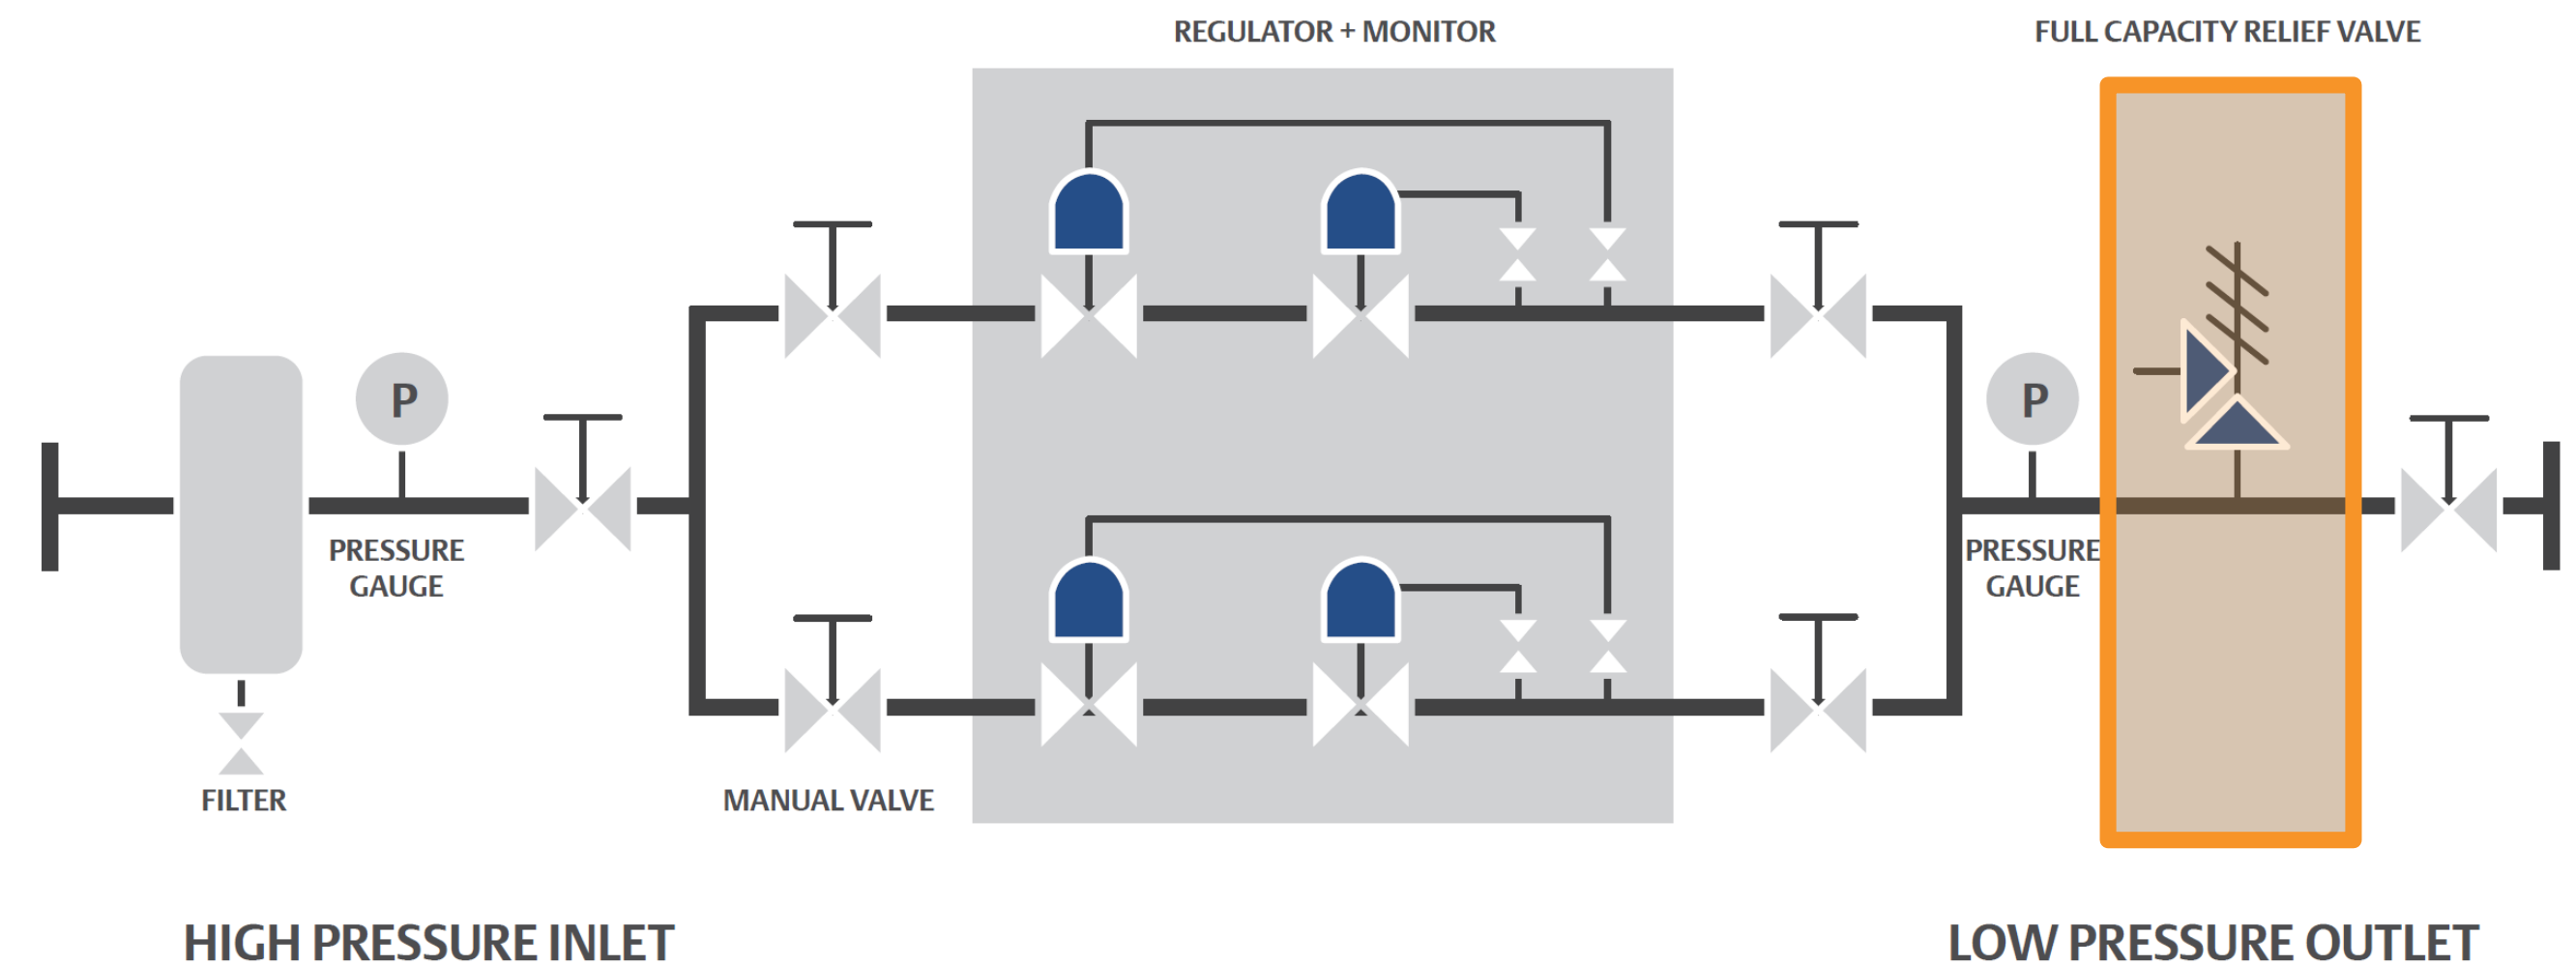 REGULATOR + MONITOR
FULL CAPACITY RELIEF VALVE
P
P
PRESSURE
GAUGE
PRESSURE
GAUGE
FILTER
MANUAL VALVE
HIGH PRESSURE INLET
LOW PRESSURE OUTLET